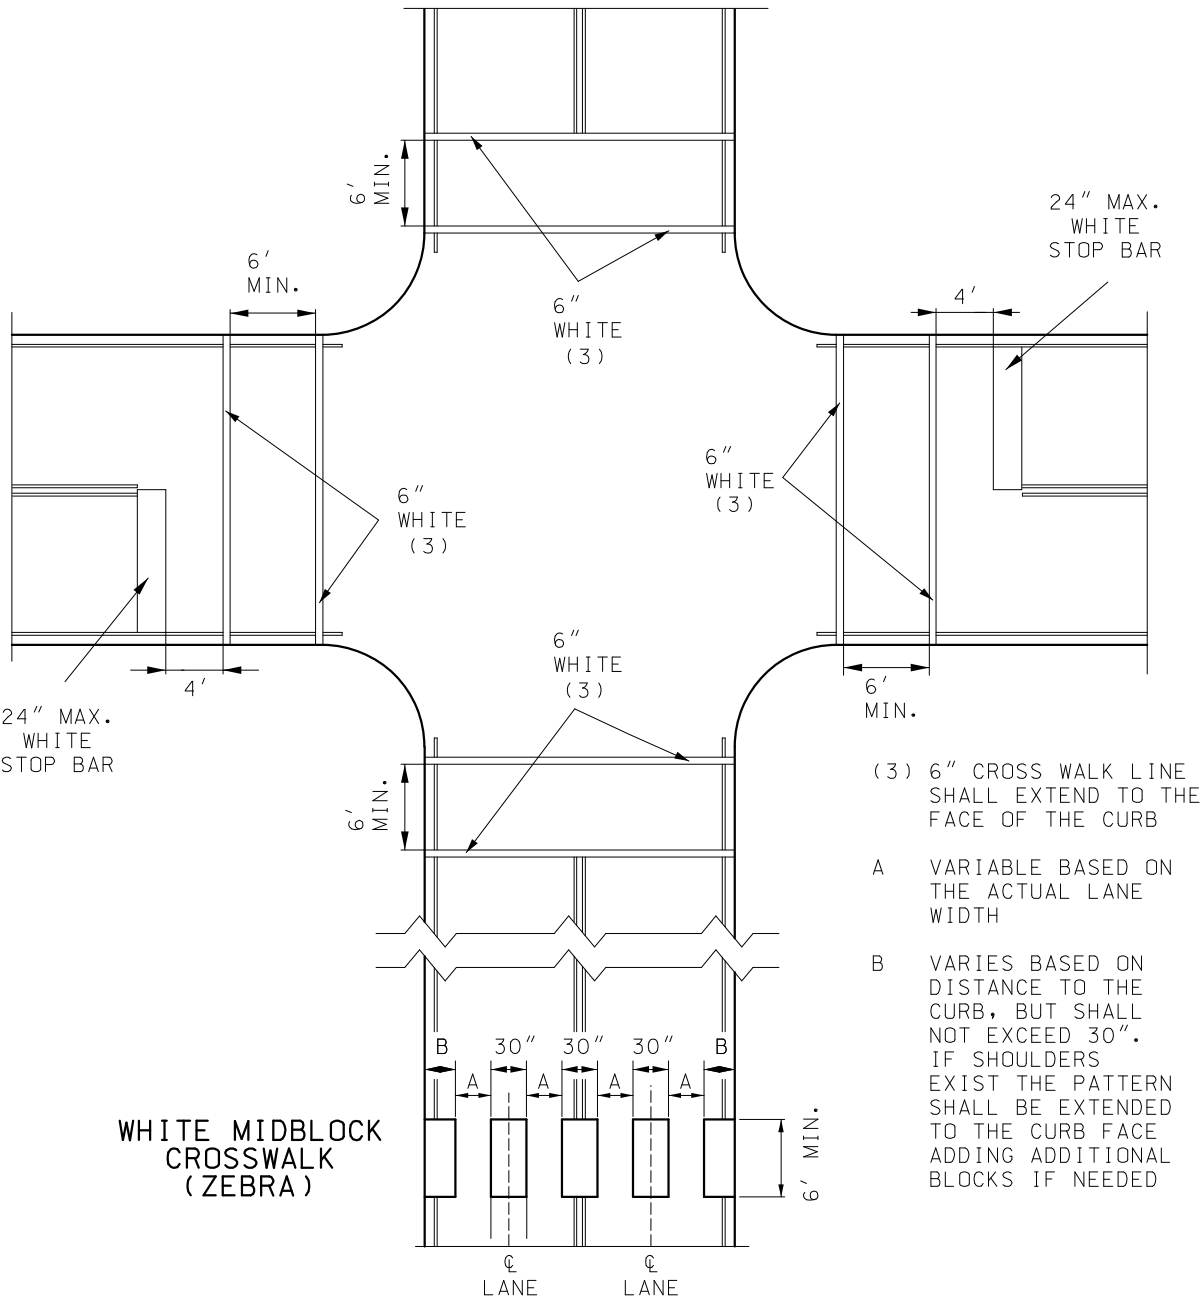 6′
MIN.
24″ MAX.
WHITE
STOP BAR
6′
MIN.
4′
6″
WHITE
(3)
6″
WHITE
(3)
6″
WHITE
(3)
6″
WHITE
(3)
4′
24″ MAX.
WHITE
STOP BAR
6′
MIN.
6′
MIN.
(3) 6″ CROSS WALK LINE
SHALL EXTEND TO THE
FACE OF THE CURB
A VARIABLE BASED ON
THE ACTUAL LANE
WIDTH
B VARIES BASED ON
DISTANCE TO THE
CURB, BUT SHALL
NOT EXCEED 30″.
IF SHOULDERS
EXIST THE PATTERN
SHALL BE EXTENDED
TO THE CURB FACE
ADDING ADDITIONAL
BLOCKS IF NEEDED
B 30″ 30″ 30″ B
A A A A
WHITE MIDBLOCK
CROSSWALK
(ZEBRA)
6′ MIN.
℄ ℄
LANE LANE